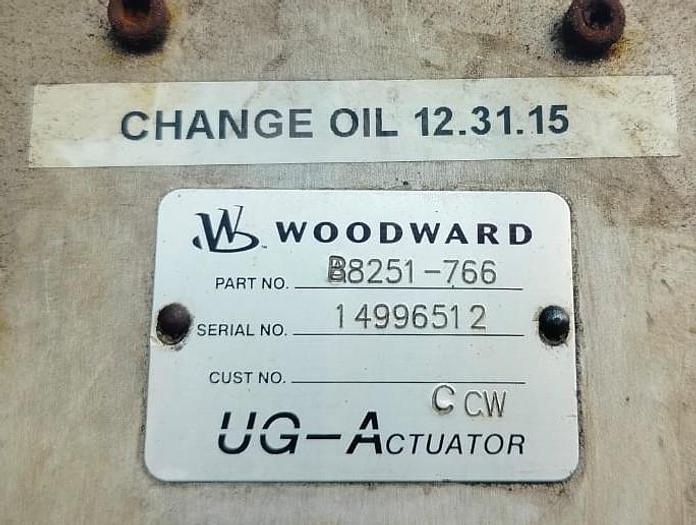 CHANGE OIL 12.31.15
W WOODWARD
PART NO. B8251-766
SERIAL NO. 14996512
CUST NO.
C CW
UG-ACTUATOR